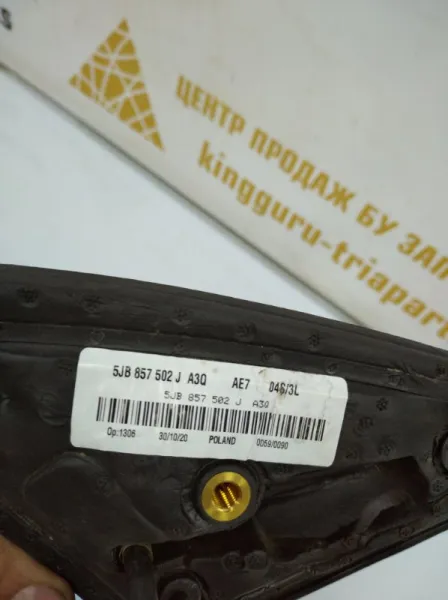 S
ЦЕНТР ПРОДАЖ БУ ЗАП
kingguru-triapar
5JB 857 502 J A3Q AE7 04S/3L
5JB 857 502 J A3Q
Op:1306 30/10/20 POLAND 0059/0090